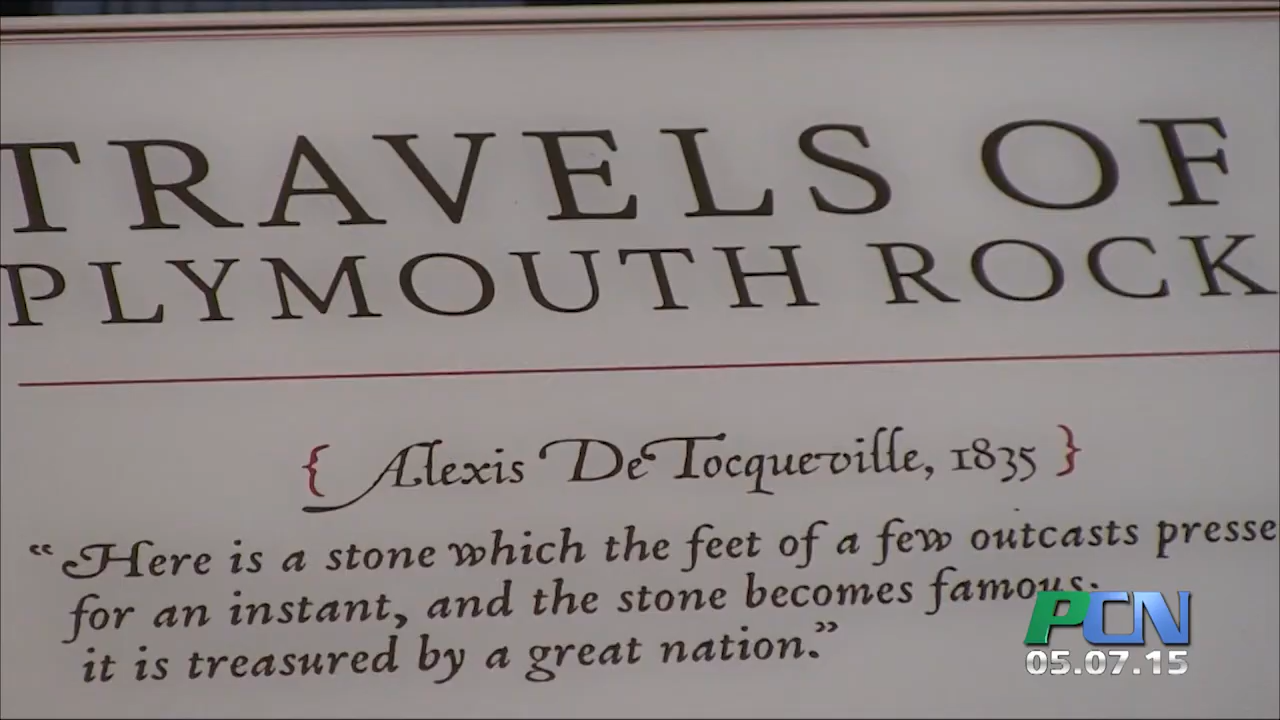 TRAVELS OF
PLYMOUTH ROCK
{ Alexis De Tocqueville, 1835 }
“Here is a stone which the feet of a few outcasts presse
for an instant, and the stone becomes famous;
it is treasured by a great nation.”
PCN
05.07.15